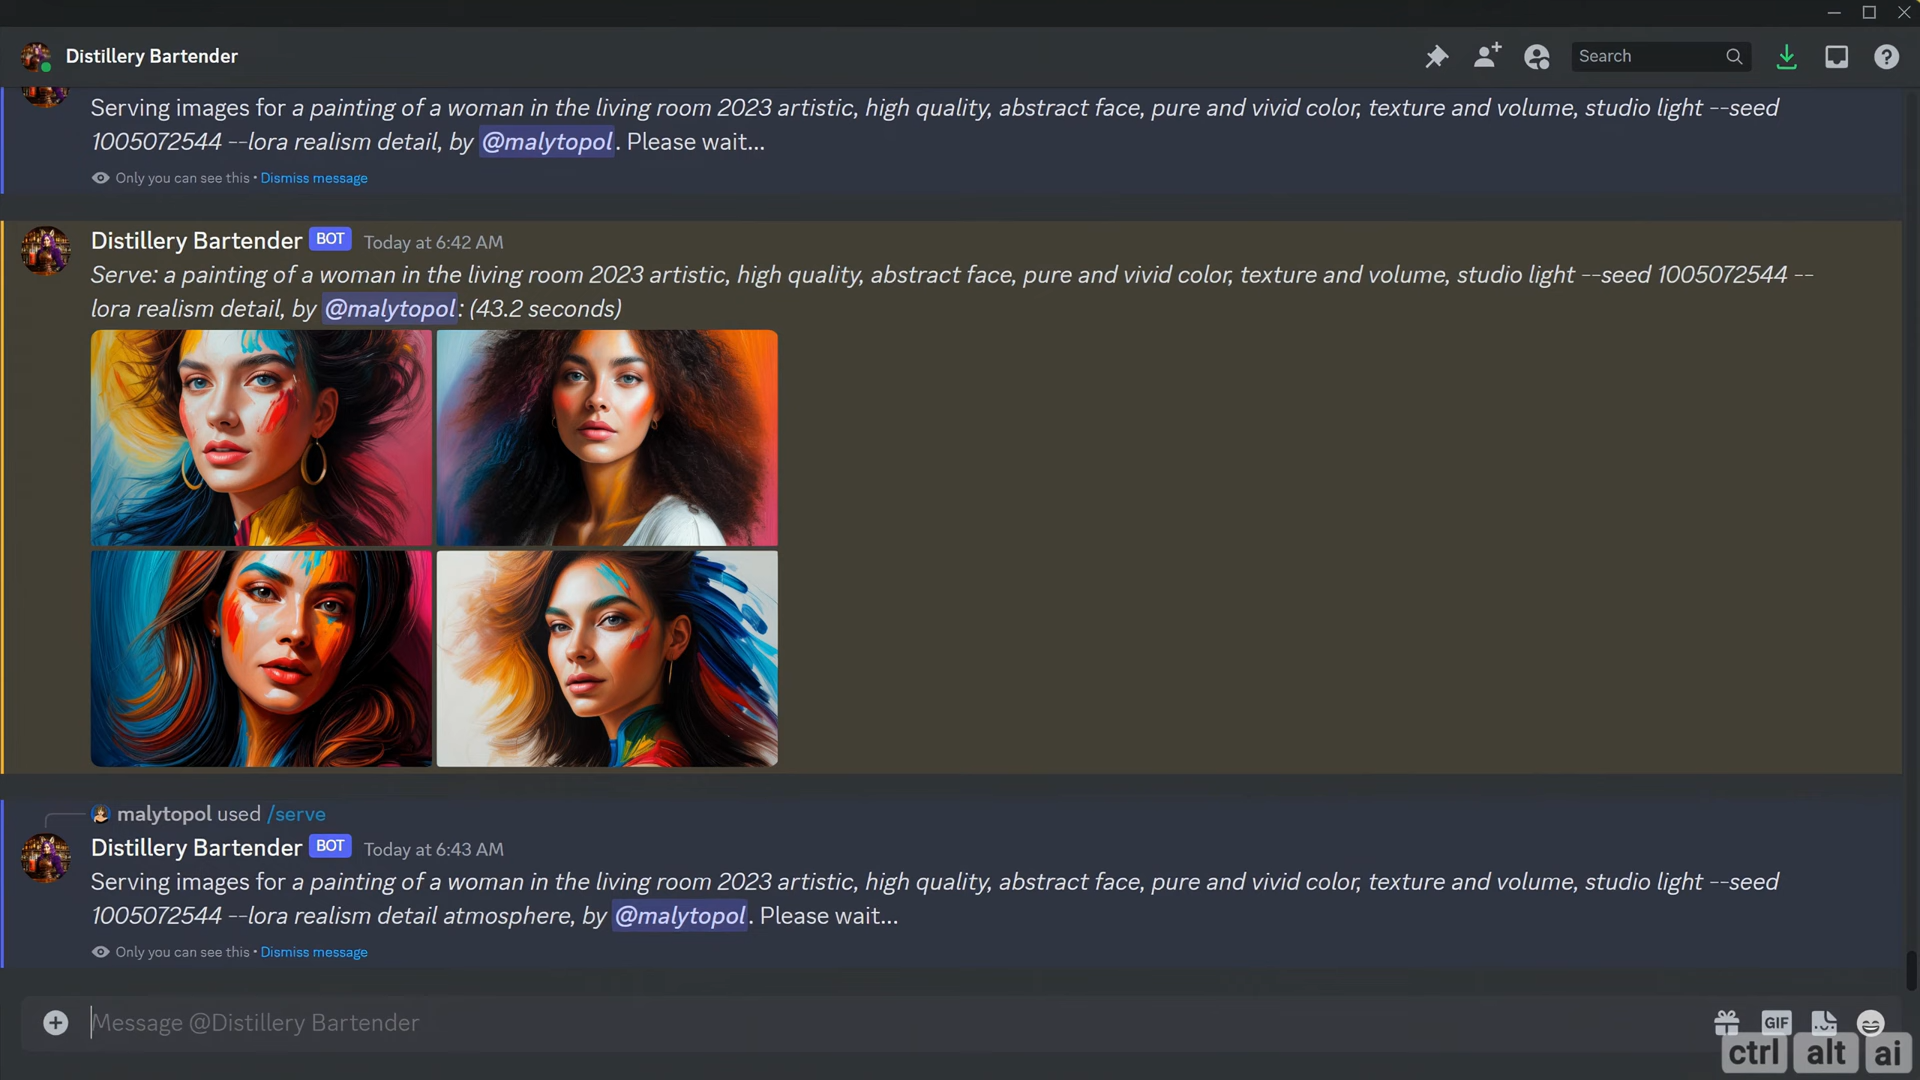 Distillery Bartender
Search
Serving images for a painting of a woman in the living room 2023 artistic, high quality, abstract face, pure and vivid color, texture and volume, studio light --seed
1005072544 --lora realism detail, by @malytopol. Please wait...
Only you can see this • Dismiss message
Distillery Bartender BOT Today at 6:42 AM
Serve: a painting of a woman in the living room 2023 artistic, high quality, abstract face, pure and vivid color, texture and volume, studio light --seed 1005072544 --
lora realism detail, by @malytopol: (43.2 seconds)
malytopol used /serve
Distillery Bartender BOT Today at 6:43 AM
Serving images for a painting of a woman in the living room 2023 artistic, high quality, abstract face, pure and vivid color, texture and volume, studio light --seed
1005072544 --lora realism detail atmosphere, by @malytopol. Please wait...
Only you can see this • Dismiss message
Message @Distillery Bartender
GIF
ctrl alt ai